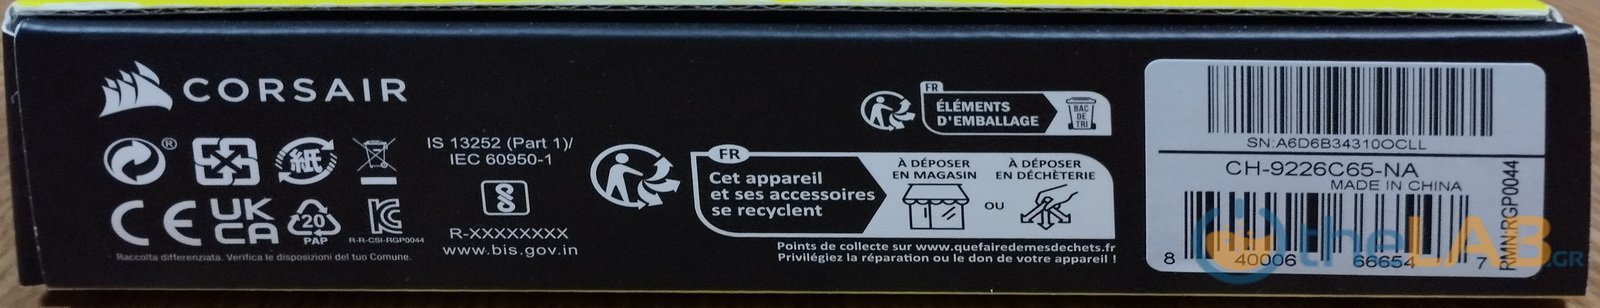 CORSAIR
®
紙
IS 13252 (Part 1)/
IEC 60950-1
R-XXXXXXXX
www.bis.gov.in
CE
UK
CA
20
PAP
R-R-CSI-RGP0044
Raccolta differenziata. Verifica le disposizioni del tuo Comune.
FR
ÉLÉMENTS
D'EMBALLAGE
BAC
DE
TRI
FR
Cet appareil
et ses accessoires
se recyclent
À DÉPOSER
EN MAGASIN
OU
À DÉPOSER
EN DÉCHÈTERIE
Points de collecte sur www.quefairedemesdechets.fr
Privilégiez la réparation ou le don de votre appareil !
SN:A6D6B34310OCLL
CH-9226C65-NA
MADE IN CHINA
8 40006 66654 7
RMN:RGP0044
theLAB.GR